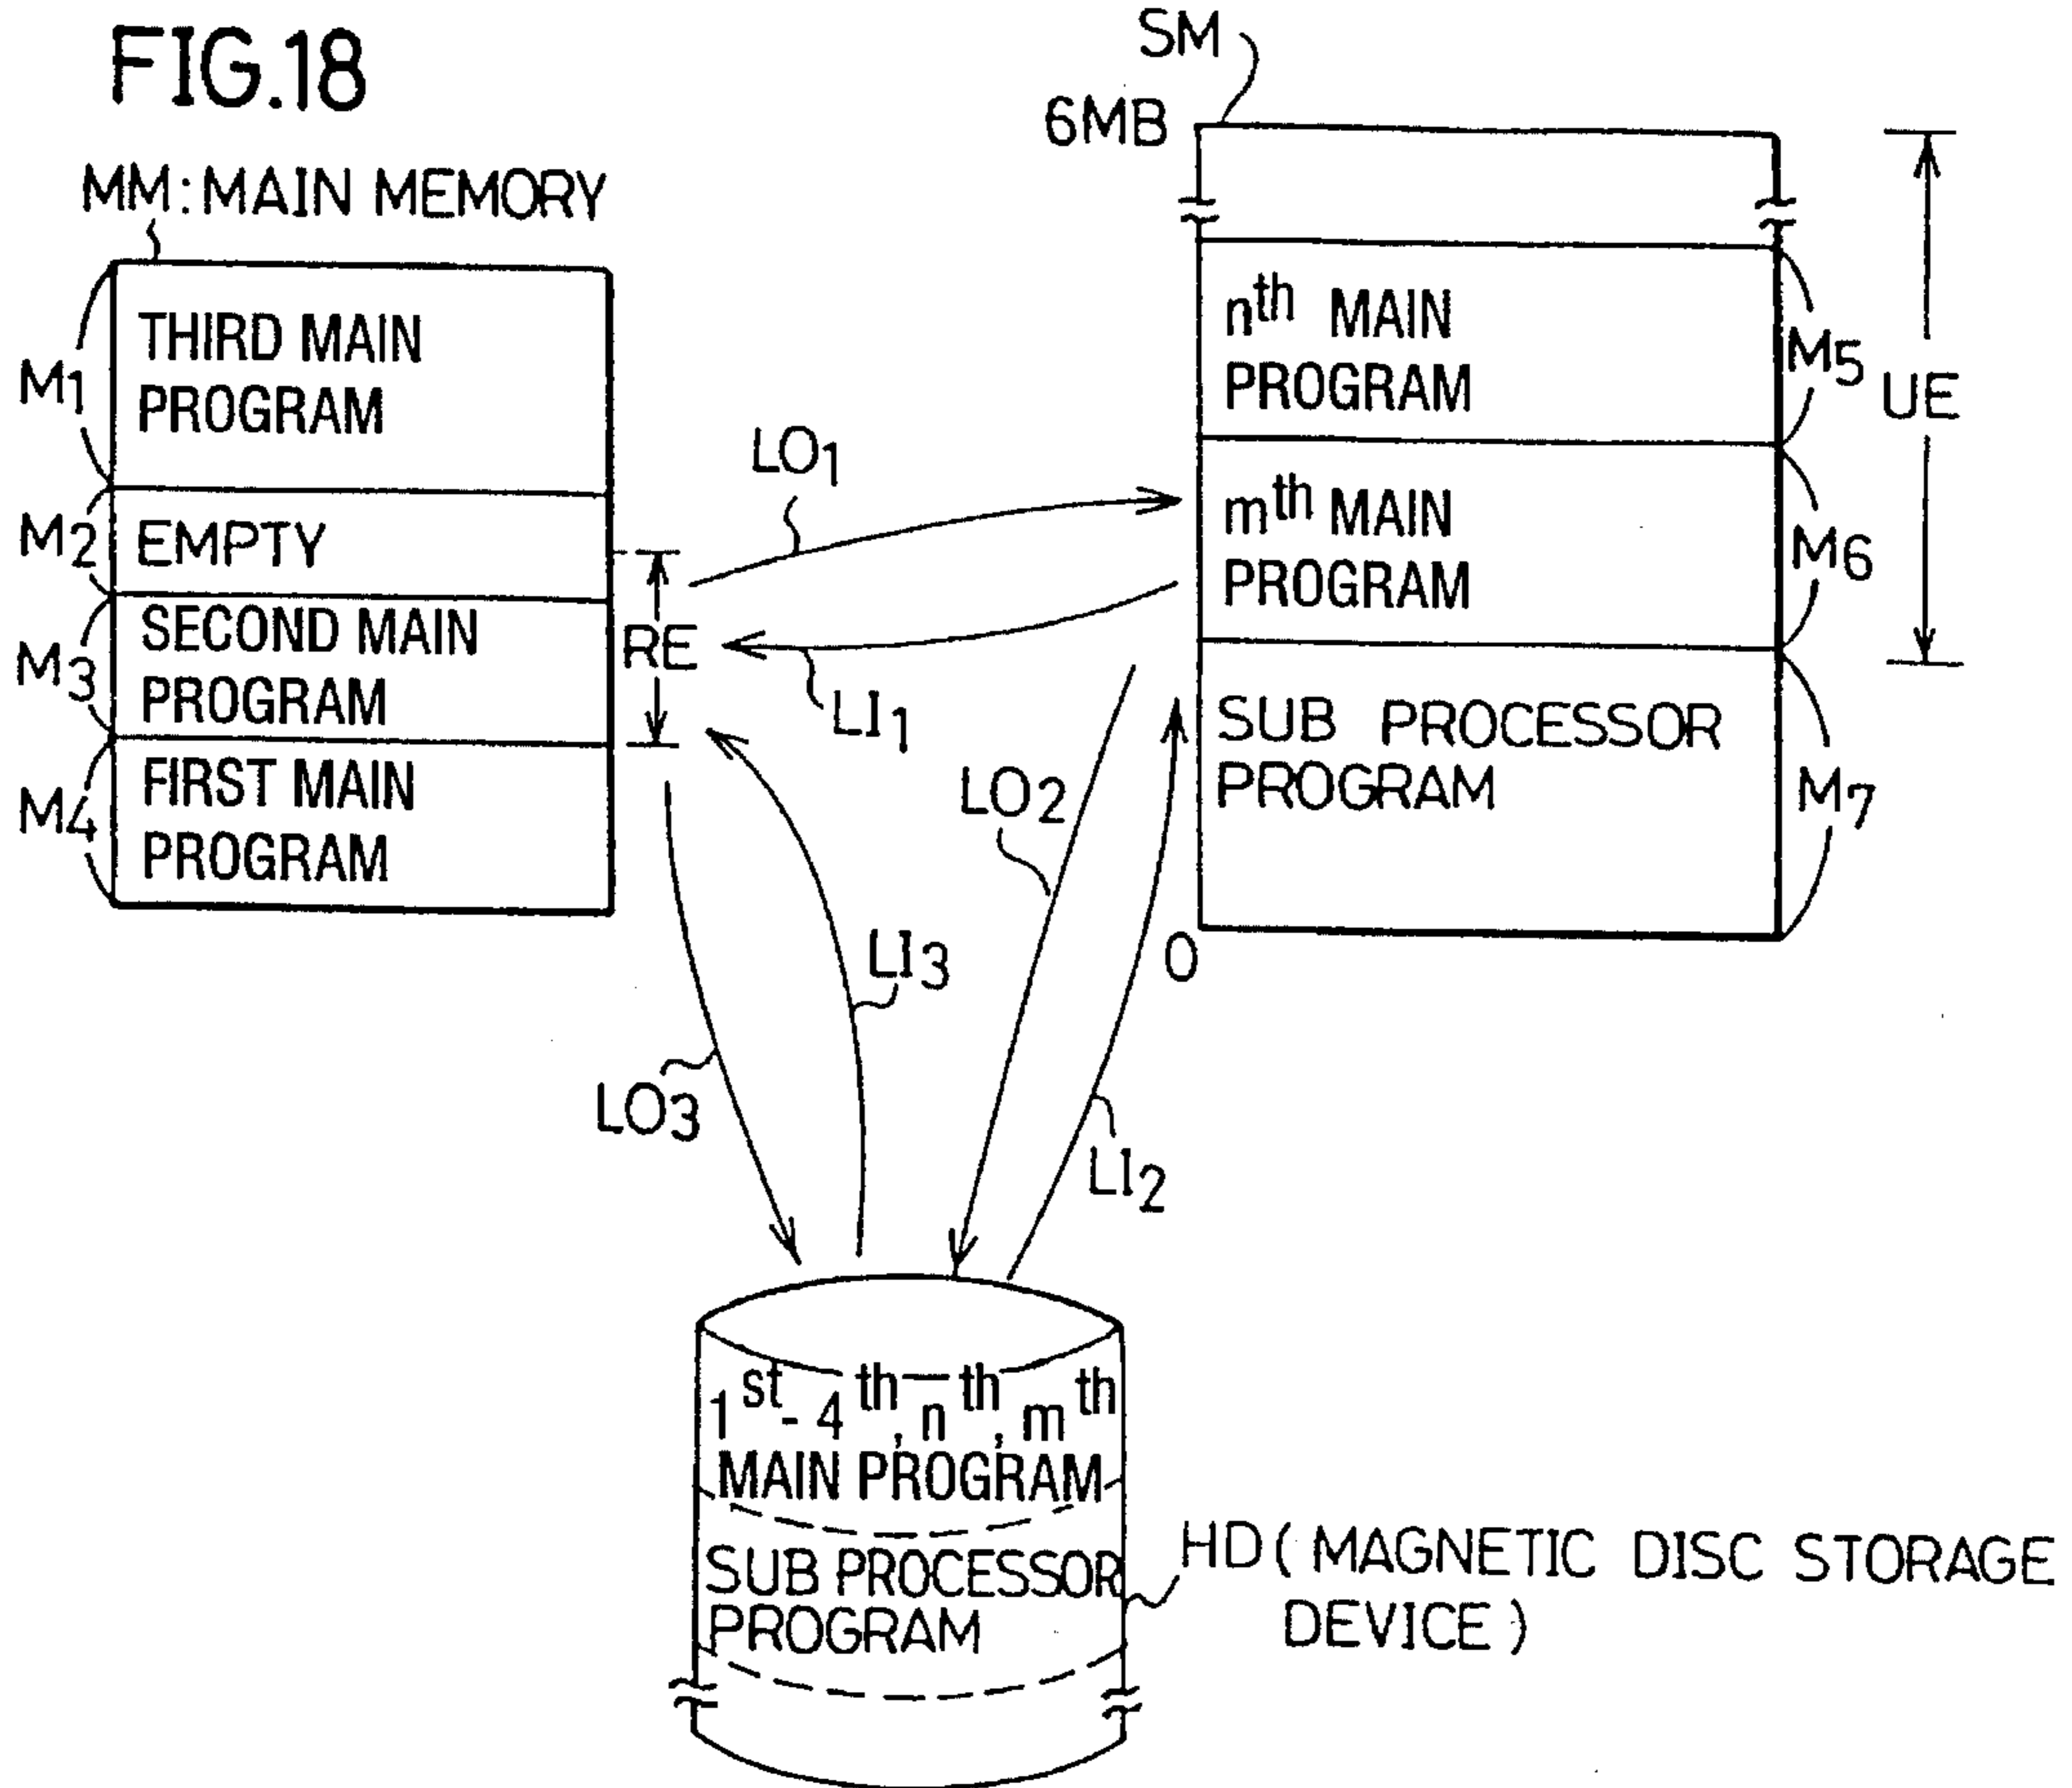 FIG.18
MM:MAIN MEMORY
M1
THIRD MAIN
PROGRAM
M2
EMPTY
M3
SECOND MAIN
PROGRAM
M4
FIRST MAIN
PROGRAM
RE
LO1
LI1
SM
6MB
nth MAIN
PROGRAM
M5
UE
mth MAIN
PROGRAM
M6
SUB PROCESSOR
PROGRAM
M7
0
LO2
LI2
LI3
LO3
1st-4th,nth,mth
MAIN PROGRAM
SUB PROCESSOR
PROGRAM
HD(MAGNETIC DISC STORAGE
DEVICE)